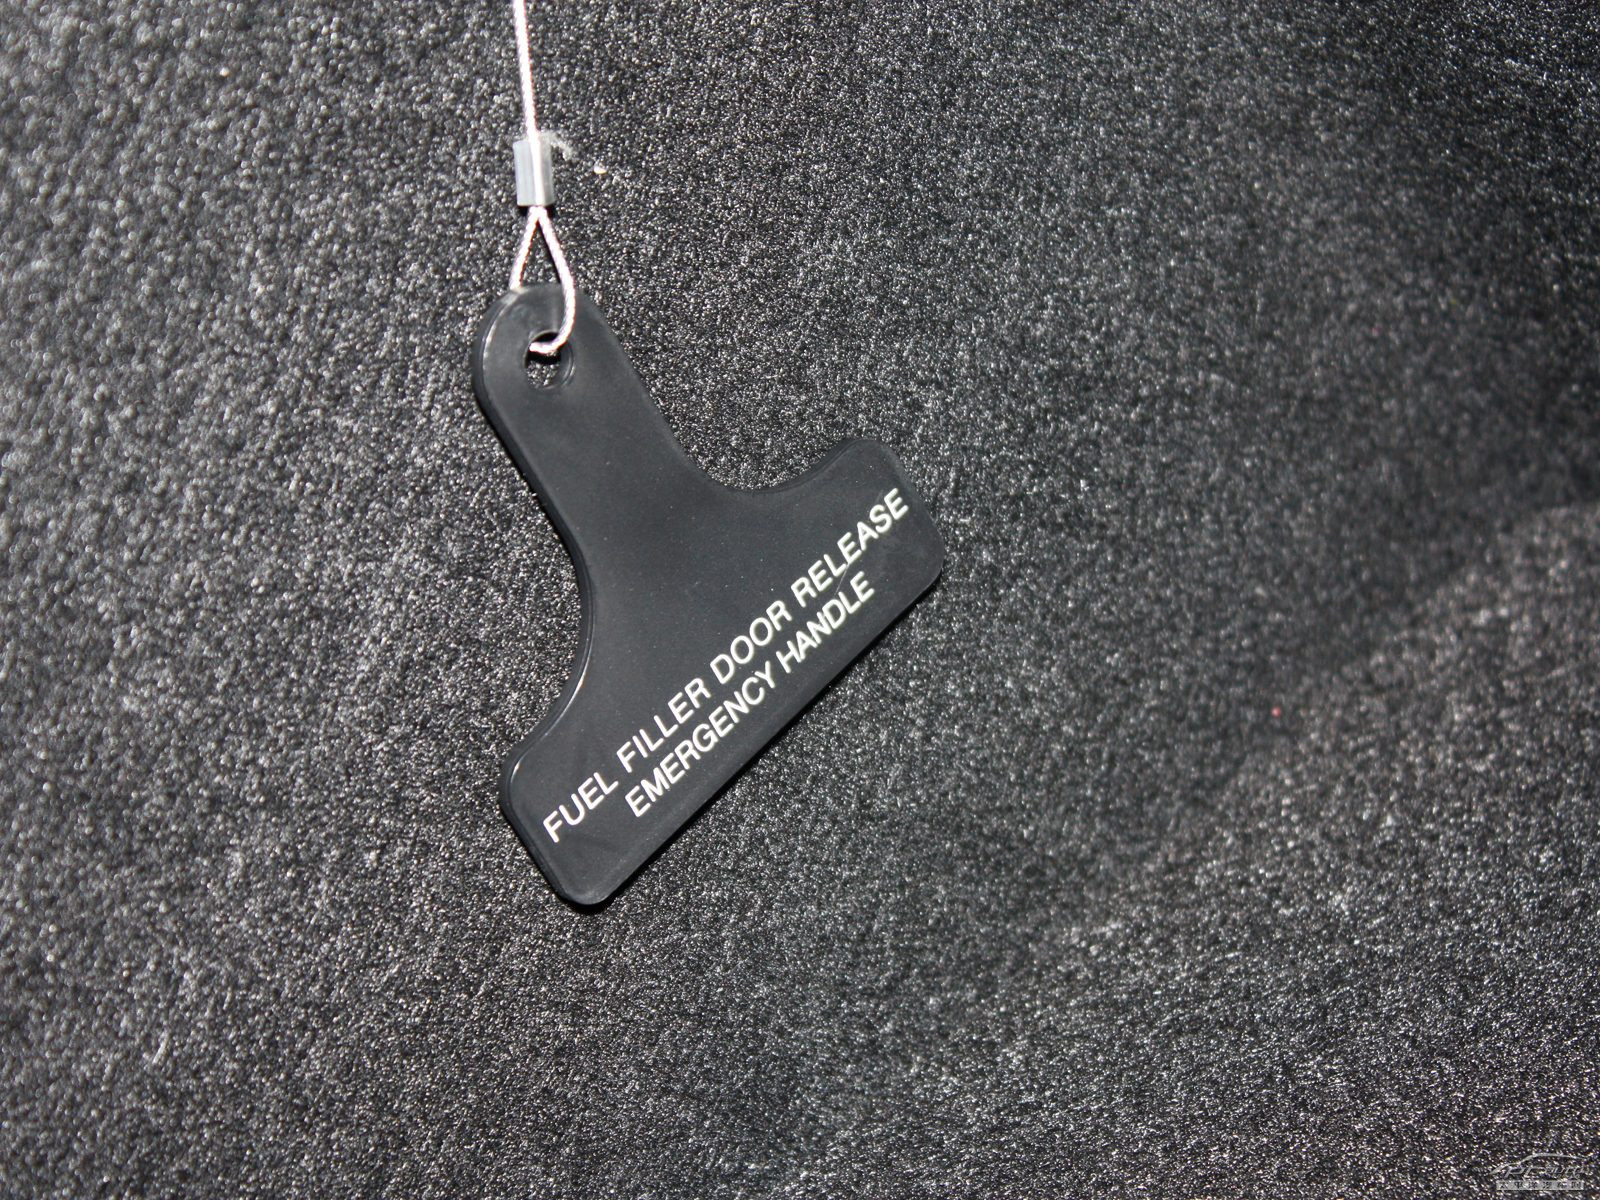 FUEL FILLER DOOR RELEASE
EMERGENCY HANDLE